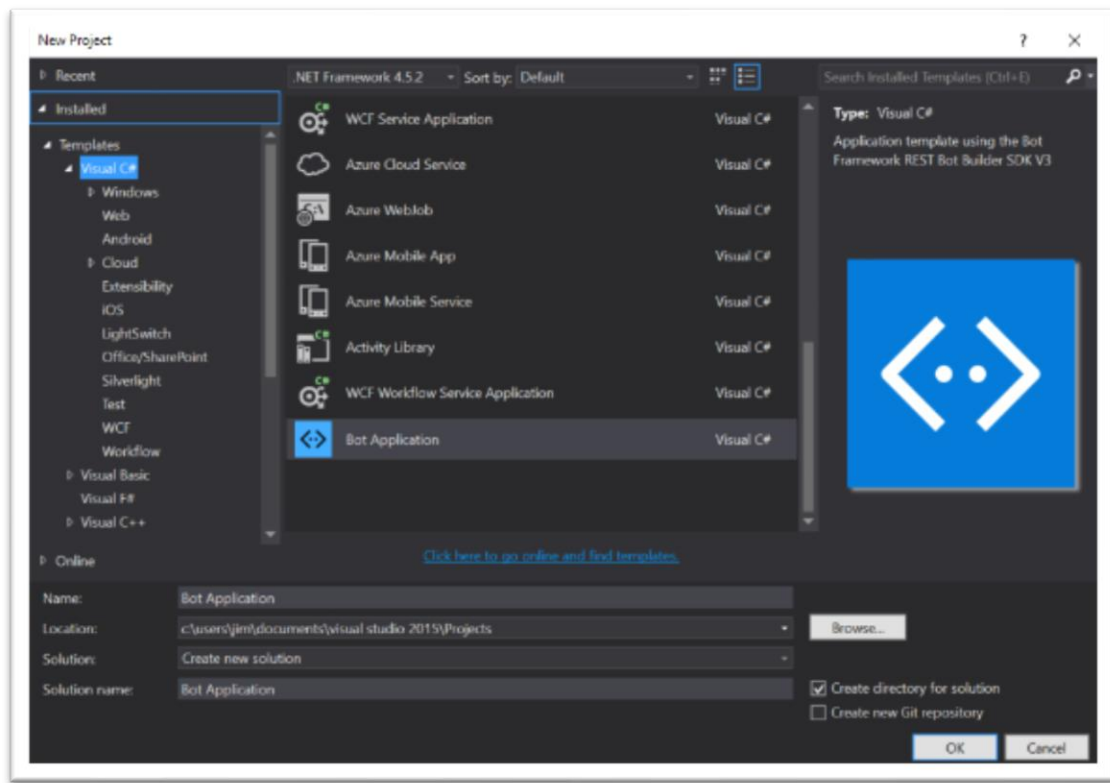 New Project
?
Recent
.NET Framework 4.5.2
Sort by: Default
Search Installed Templates (Ctrl+E)
Installed
Templates
Visual C#
Windows
Web
Android
Cloud
Extensibility
iOS
LightSwitch
Office/SharePoint
Silverlight
Test
WCF
Workflow
Visual Basic
Visual F#
Visual C++
Online
WCF Service Application Visual C#
Azure Cloud Service Visual C#
Azure WebJob Visual C#
Azure Mobile App Visual C#
Azure Mobile Service Visual C#
Activity Library Visual C#
WCF Workflow Service Application Visual C#
Bot Application Visual C#
Click here to go online and find templates.
Type: Visual C#
Application template using the Bot
Framework REST Bot Builder SDK V3
Name: Bot Application
Location: c:\users\jim\documents\visual studio 2015\Projects
Browse...
Solution: Create new solution
Solution name: Bot Application
Create directory for solution
Create new Git repository
OK
Cancel